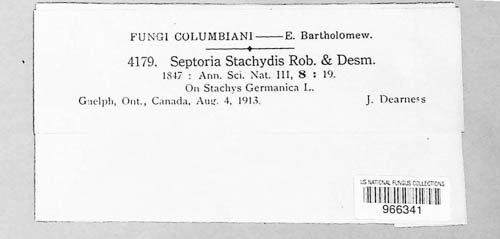 FUNGI COLUMBIANI——E. Bartholomew.
4179. Septoria Stachydis Rob. & Desm.
1847 : Ann. Sci. Nat. III, 8 : 19.
On Stachys Germanica L.
Guelph, Ont., Canada, Aug. 4, 1913. J. Dearness
US NATIONAL FUNGUS COLLECTIONS
966341